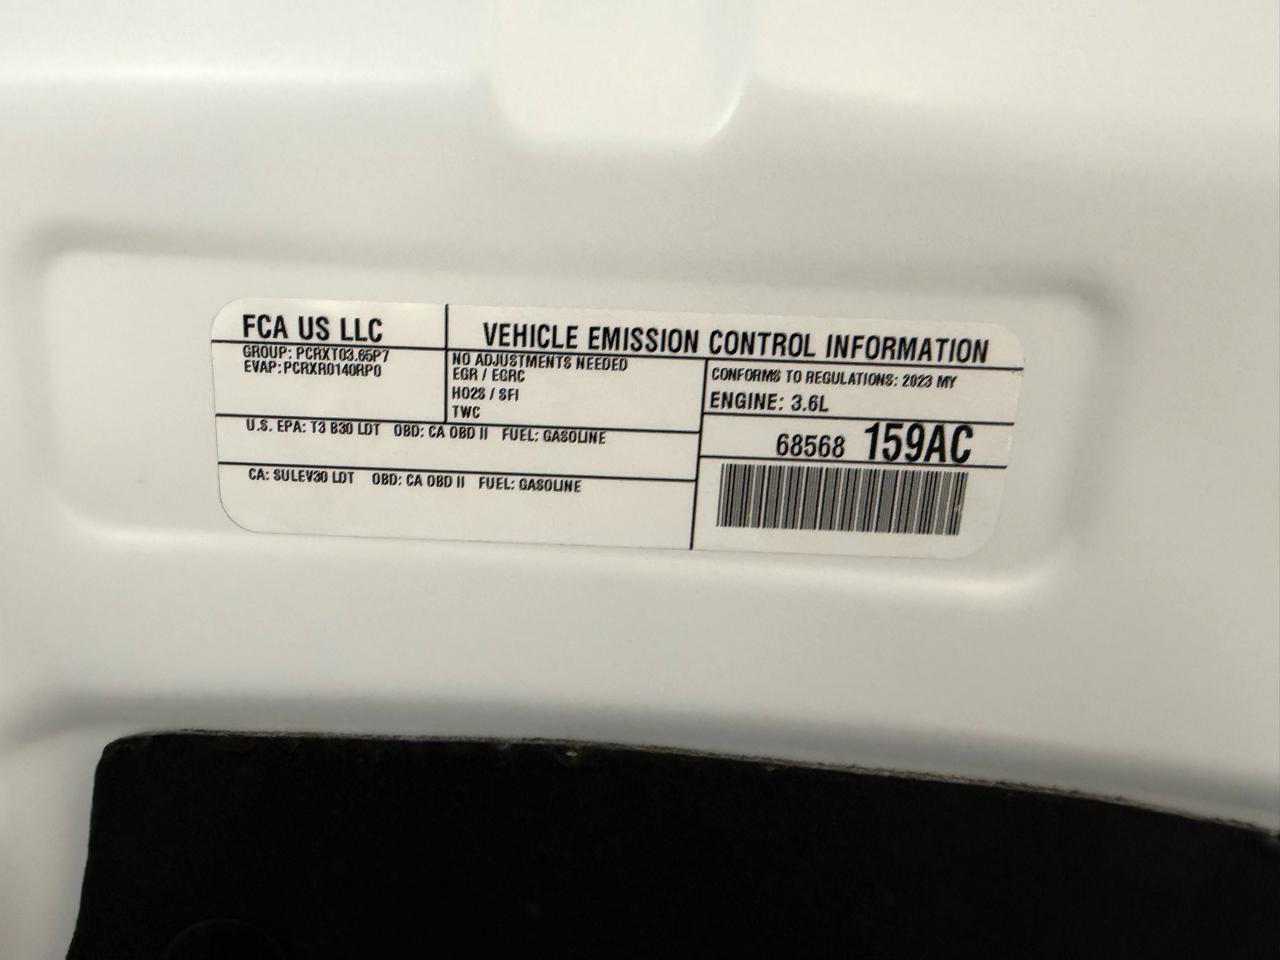 FCA US LLC
VEHICLE EMISSION CONTROL INFORMATION
GROUP: PCRXT03.65P7
EVAP: PCRXR0140RP0
NO ADJUSTMENTS NEEDED
EGR / EGRC
HO2S / SFI
TWC
CONFORMS TO REGULATIONS: 2023 MY
ENGINE: 3.6L
U.S. EPA: T3 B30 LDT OBD: CA OBD II FUEL: GASOLINE
68568 159AC
CA: SULEV30 LDT OBD: CA OBD II FUEL: GASOLINE